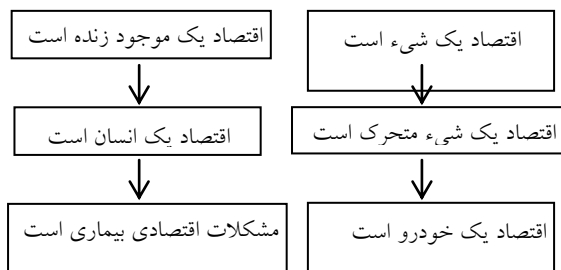 اقتصاد یک شیء است
اقتصاد یک شیء متحرک است
اقتصاد یک خودرو است
اقتصاد یک موجود زنده است
اقتصاد یک انسان است
مشکلات اقتصادی بیماری است